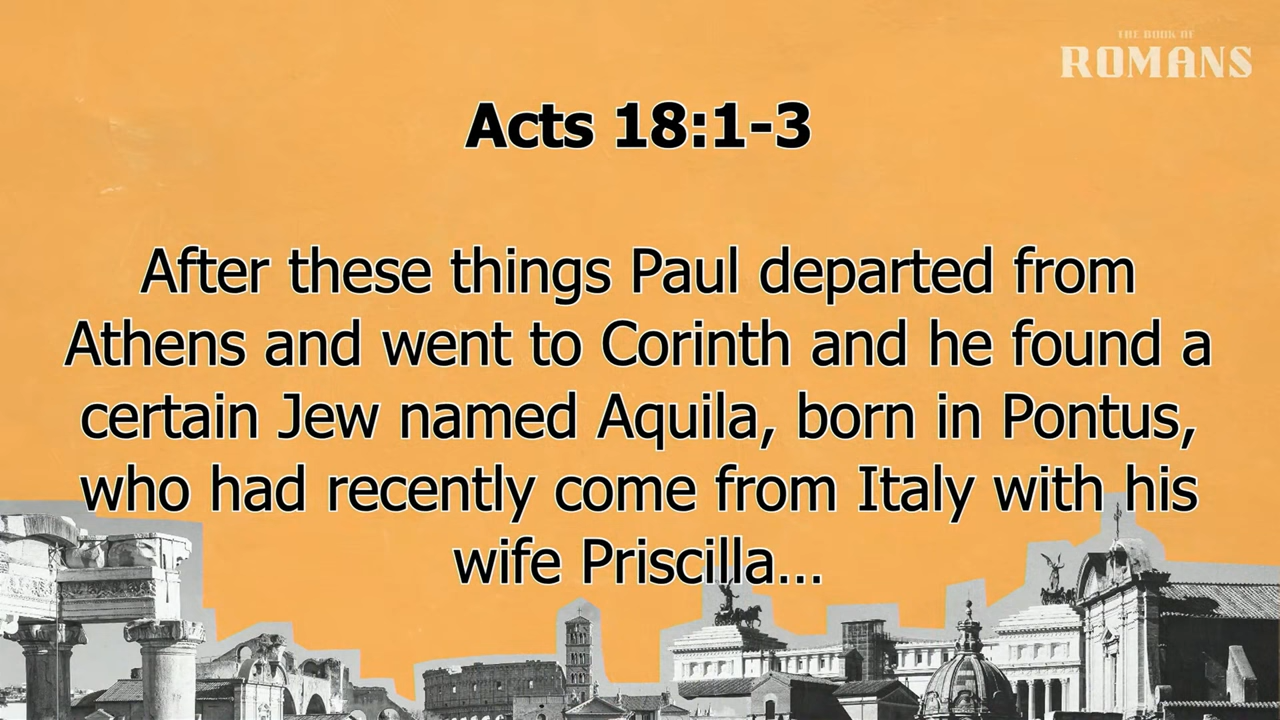 THE BOOK OF
ROMANS
Acts 18:1-3
After these things Paul departed from
Athens and went to Corinth and he found a
certain Jew named Aquila, born in Pontus,
who had recently come from Italy with his
wife Priscilla...